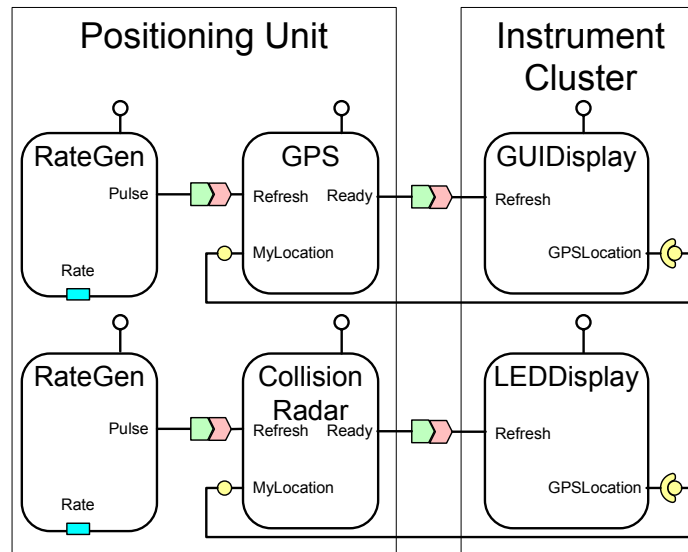 Positioning Unit
Instrument
Cluster
RateGen
GPS
GUIDisplay
Pulse
Refresh
Ready
Refresh
MyLocation
GPSLocation
Rate
RateGen
Collision
Radar
LEDDisplay
Pulse
Refresh
Ready
Refresh
MyLocation
GPSLocation
Rate